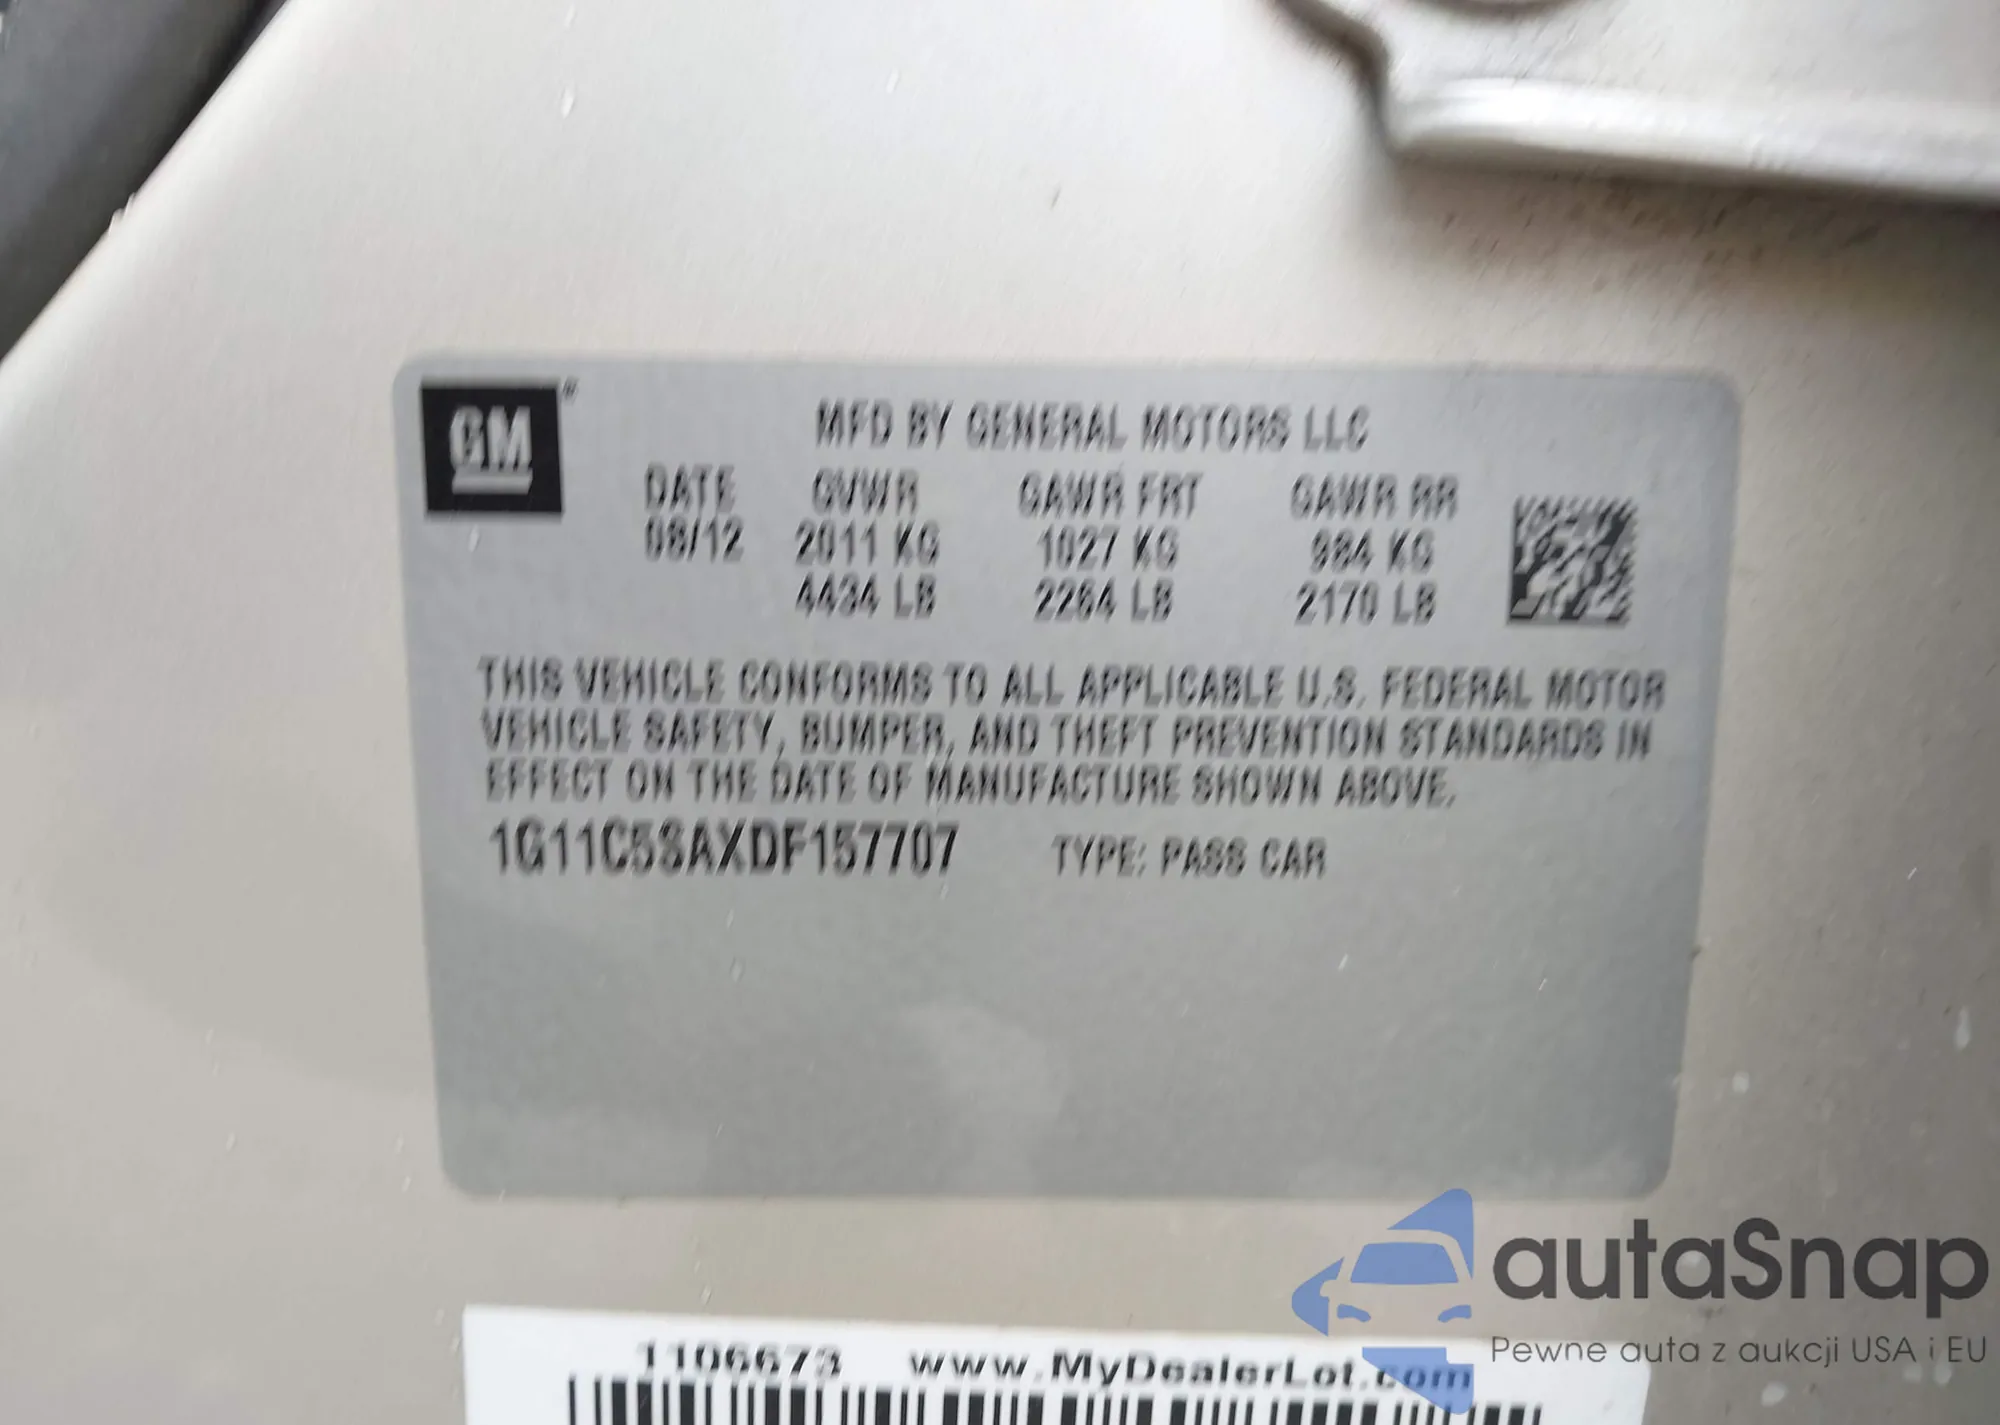 GM®
MFD BY GENERAL MOTORS LLC
DATE GVWR GAWR FRT GAWR RR
08/12 2011 KG 1027 KG 984 KG
4434 LB 2264 LB 2170 LB
THIS VEHICLE CONFORMS TO ALL APPLICABLE U.S. FEDERAL MOTOR
VEHICLE SAFETY, BUMPER, AND THEFT PREVENTION STANDARDS IN
EFFECT ON THE DATE OF MANUFACTURE SHOWN ABOVE.
1G11C5SAXDF157707 TYPE: PASS CAR
autaSnap
Pewne auta z aukcji USA i EU
1106673 www.MyDealerLot.com